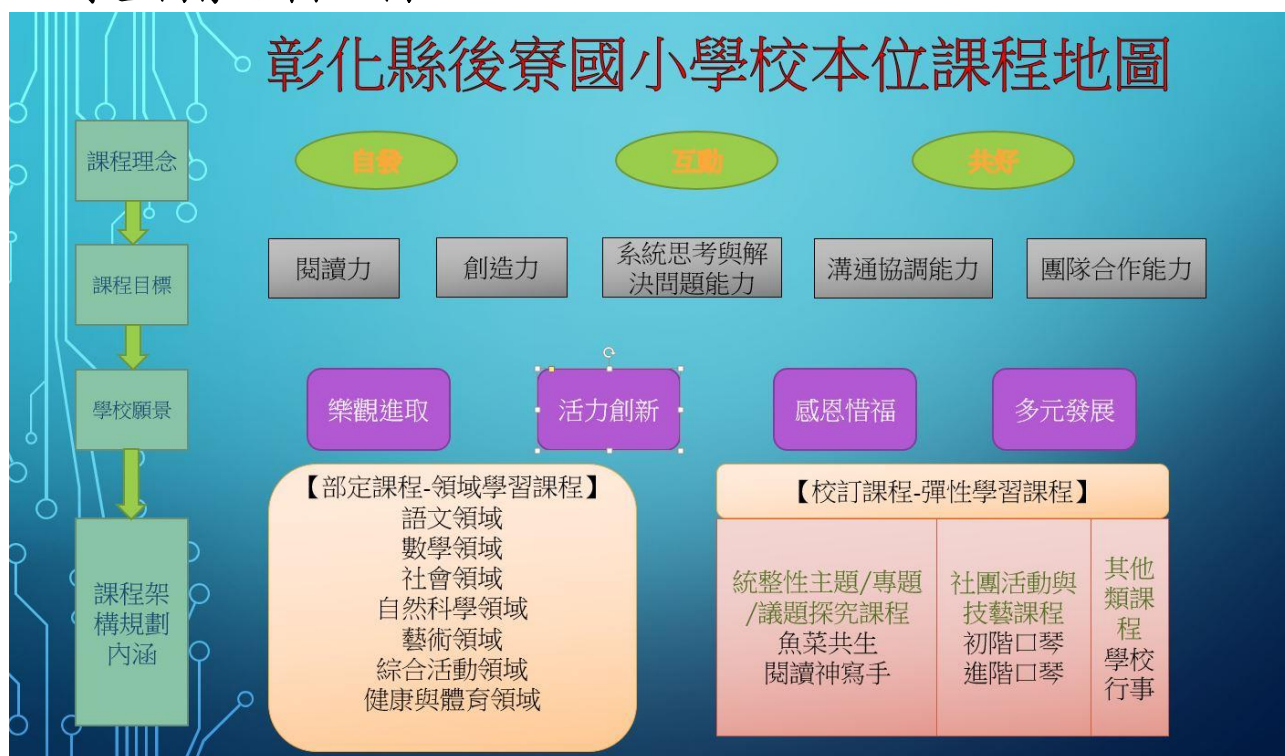 彰化縣後寮國小學校本位課程地圖
課程理念
自發
互動
共好
課程目標
閱讀力
創造力
系統思考與解
決問題能力
溝通協調能力
團隊合作能力
學校願景
樂觀進取
活力創新
感恩惜福
多元發展
課程架
構規劃
內涵
【部定課程-領域學習課程】
語文領域
數學領域
社會領域
自然科學領域
藝術領域
綜合活動領域
健康與體育領域
【校訂課程-彈性學習課程】
統整性主題/專題
/議題探究課程
魚菜共生
閱讀神寫手
社團活動與
技藝課程
初階口琴
進階口琴
其他
類課
程
學校
行事